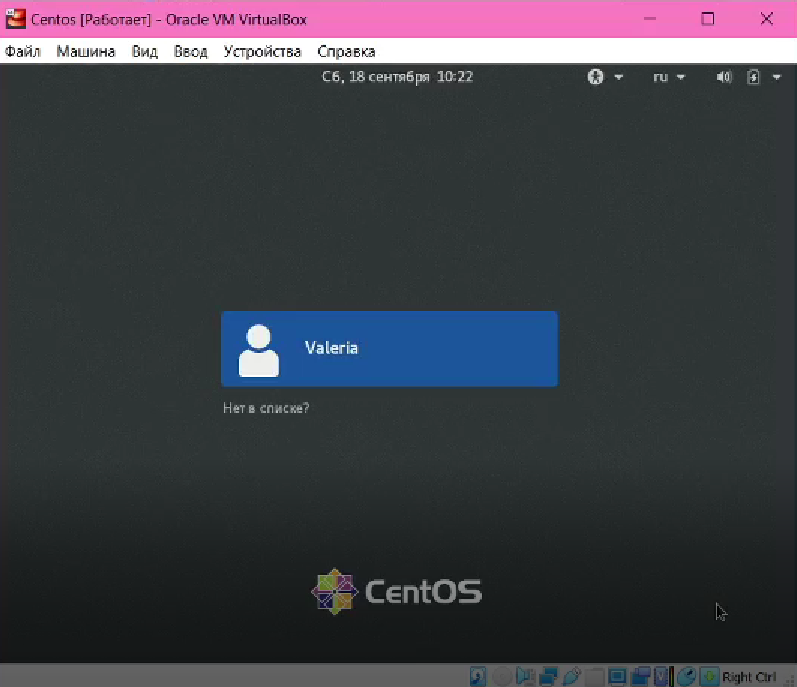 Centos [Работает] - Oracle VM VirtualBox
Файл Машина Вид Ввод Устройства Справка
Сб, 18 сентября 10:22
ru
Valeria
Нет в списке?
CentOS
Right Ctrl